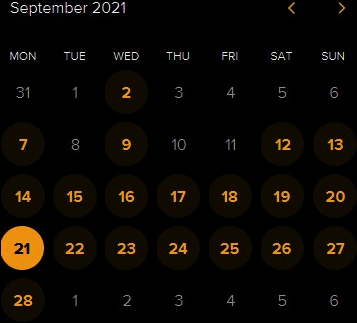 September 2021
MON TUE WED THU FRI SAT SUN
31 1 2 3 4 5 6
7 8 9 10 11 12 13
14 15 16 17 18 19 20
21 22 23 24 25 26 27
28 1 2 3 4 5 6